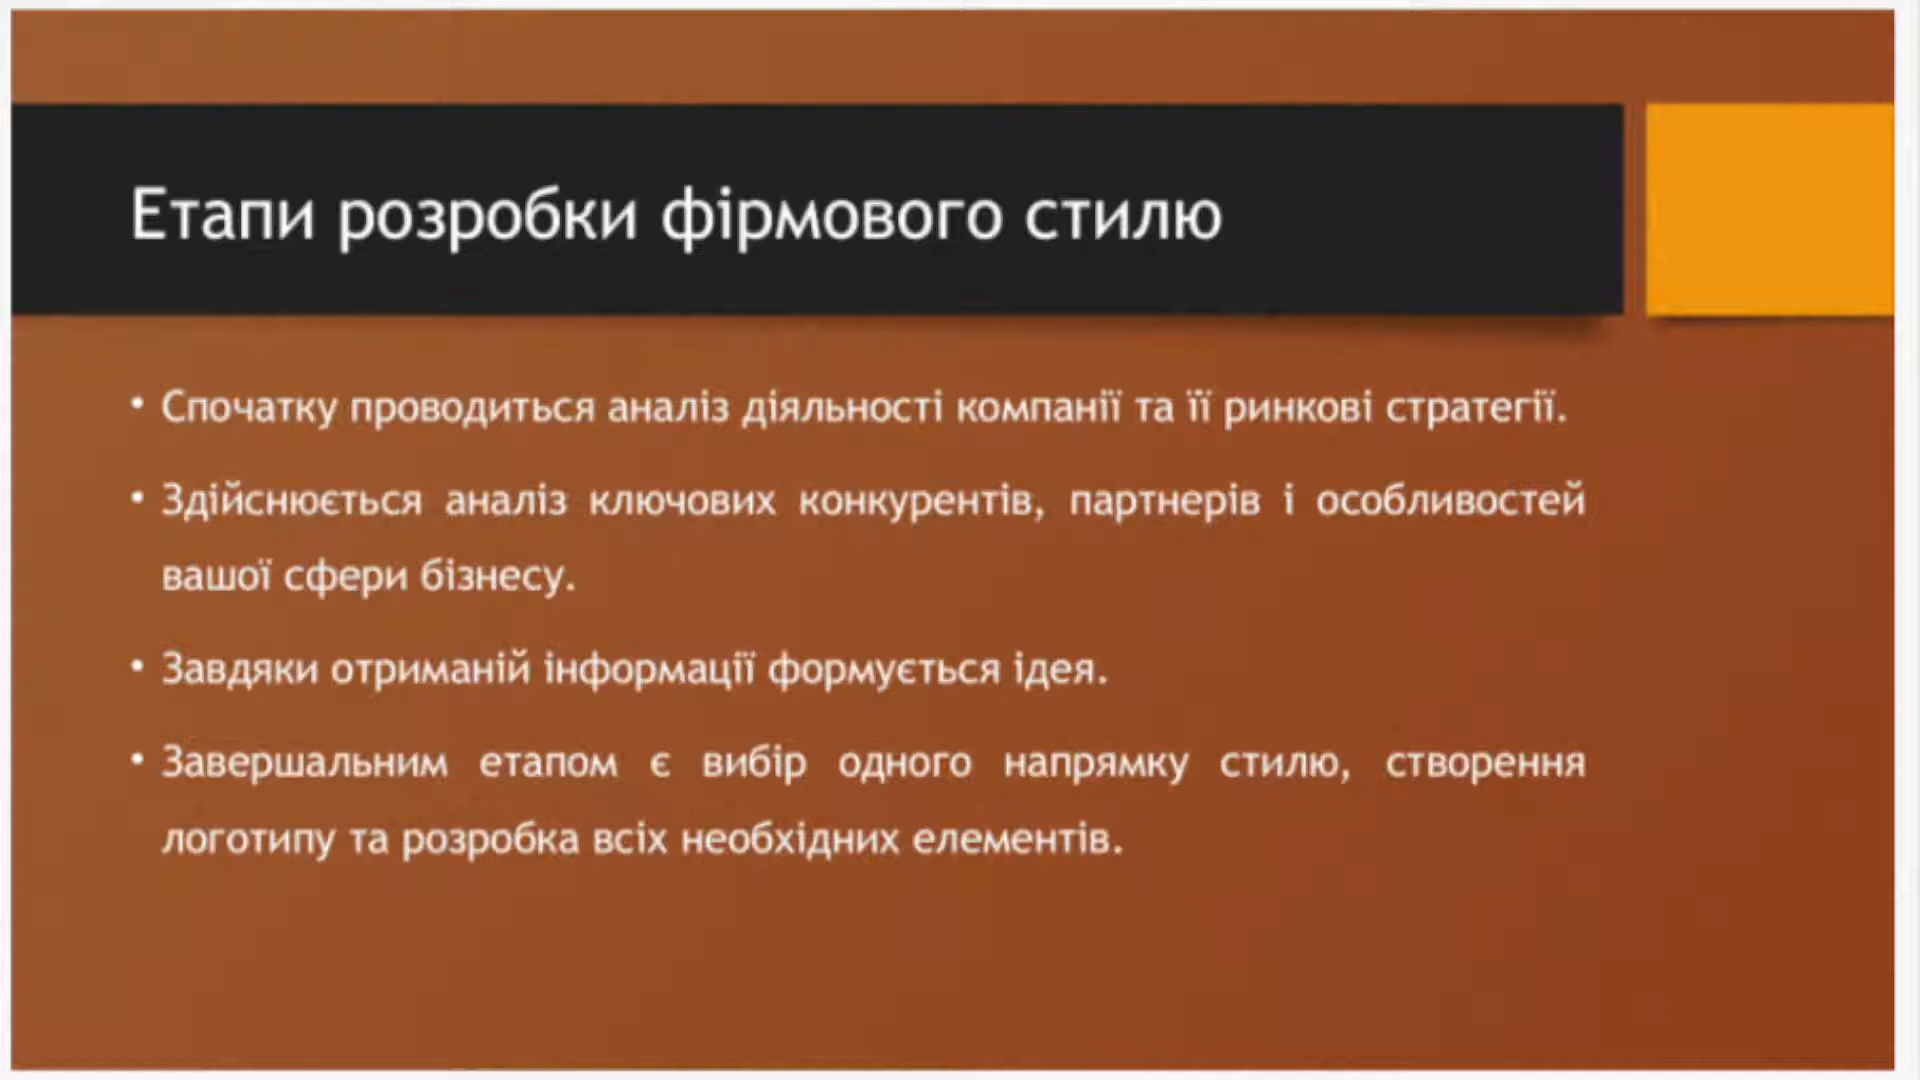 Етапи розробки фірмового стилю
• Спочатку проводиться аналіз діяльності компанії та її ринкові стратегії.
• Здійснюється аналіз ключових конкурентів, партнерів і особливостей
вашої сфери бізнесу.
• Завдяки отриманій інформації формується ідея.
• Завершальним етапом є вибір одного напрямку стилю, створення
логотипу та розробка всіх необхідних елементів.